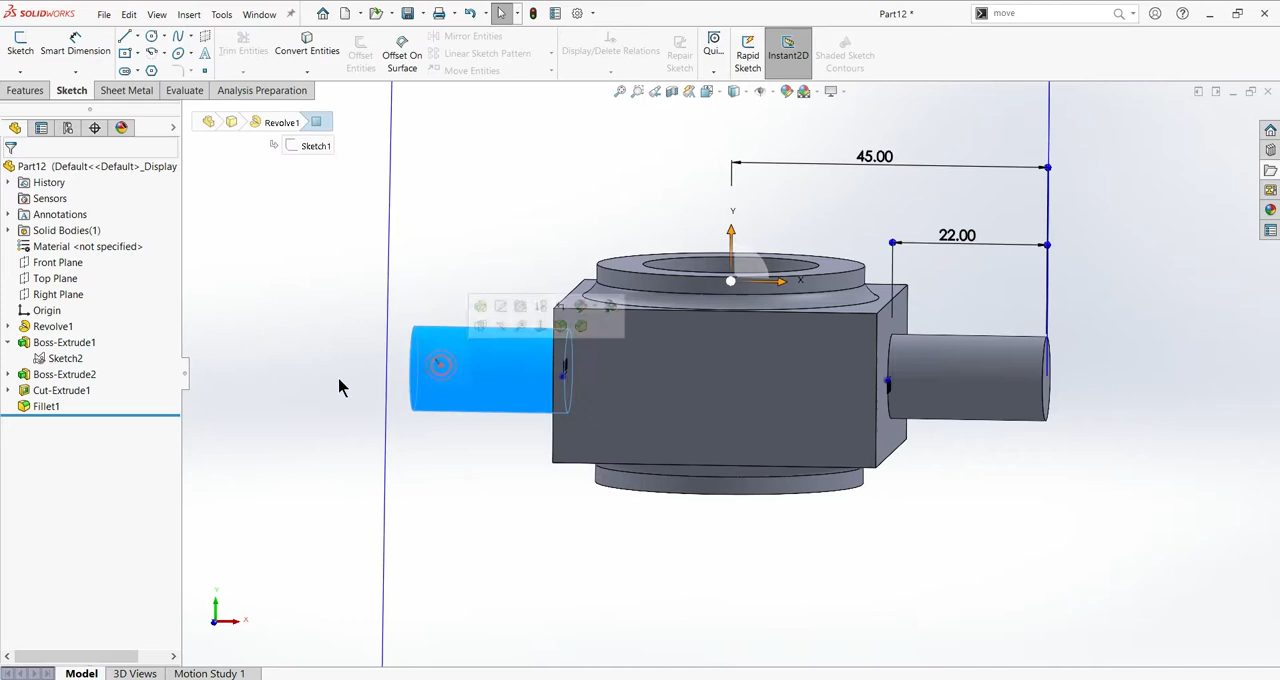 SOLIDWORKS File Edit View Insert Tools Window Part12 * move
Sketch Smart Dimension Trim Entities Convert Entities Offset Entities Offset On Surface Mirror Entities Linear Sketch Pattern Move Entities Display/Delete Relations Repair Sketch Qui... Rapid Sketch Instant2D Shaded Sketch Contours
Features Sketch Sheet Metal Evaluate Analysis Preparation
Revolve1
Sketch1
Part12 (Default<<Default>_Display
History
Sensors
Annotations
Solid Bodies(1)
Material <not specified>
Front Plane
Top Plane
Right Plane
Origin
Revolve1
Boss-Extrude1
Sketch2
Boss-Extrude2
Cut-Extrude1
Fillet1
45.00
22.00
Y
X
Y
X
Model 3D Views Motion Study 1